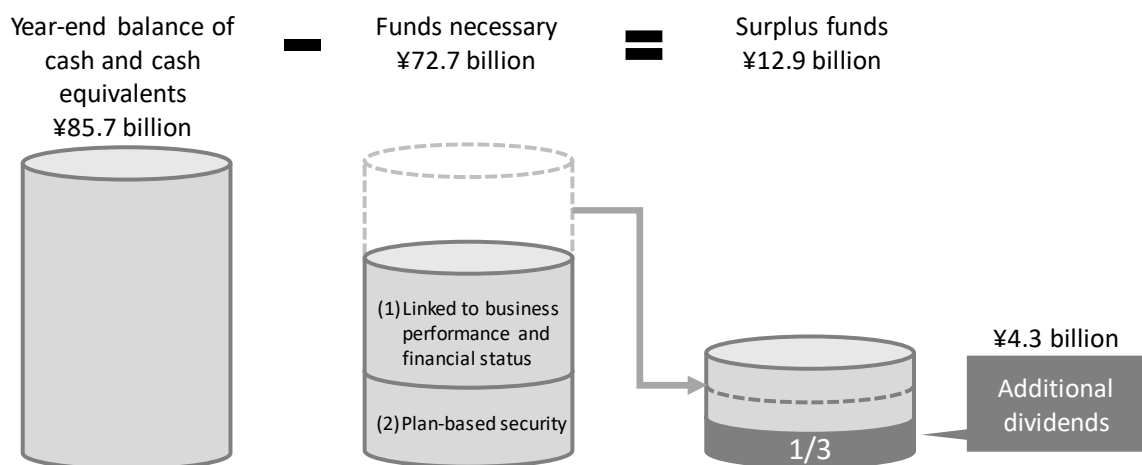 Year-end balance of
cash and cash
equivalents
¥85.7 billion
Funds necessary
¥72.7 billion
Surplus funds
¥12.9 billion
(1) Linked to business
performance and
financial status
(2) Plan-based security
1/3
¥4.3 billion
Additional
dividends